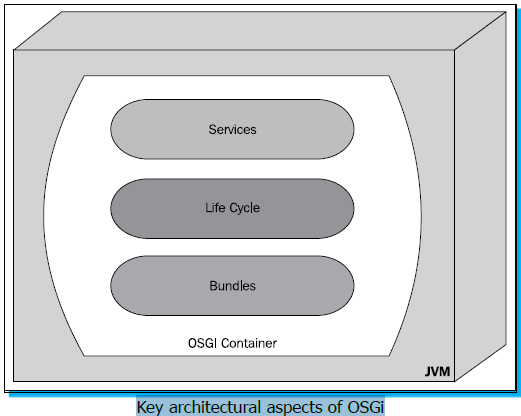 Services
Life Cycle
Bundles
OSGI Container
JVM
Key architectural aspects of OSGi